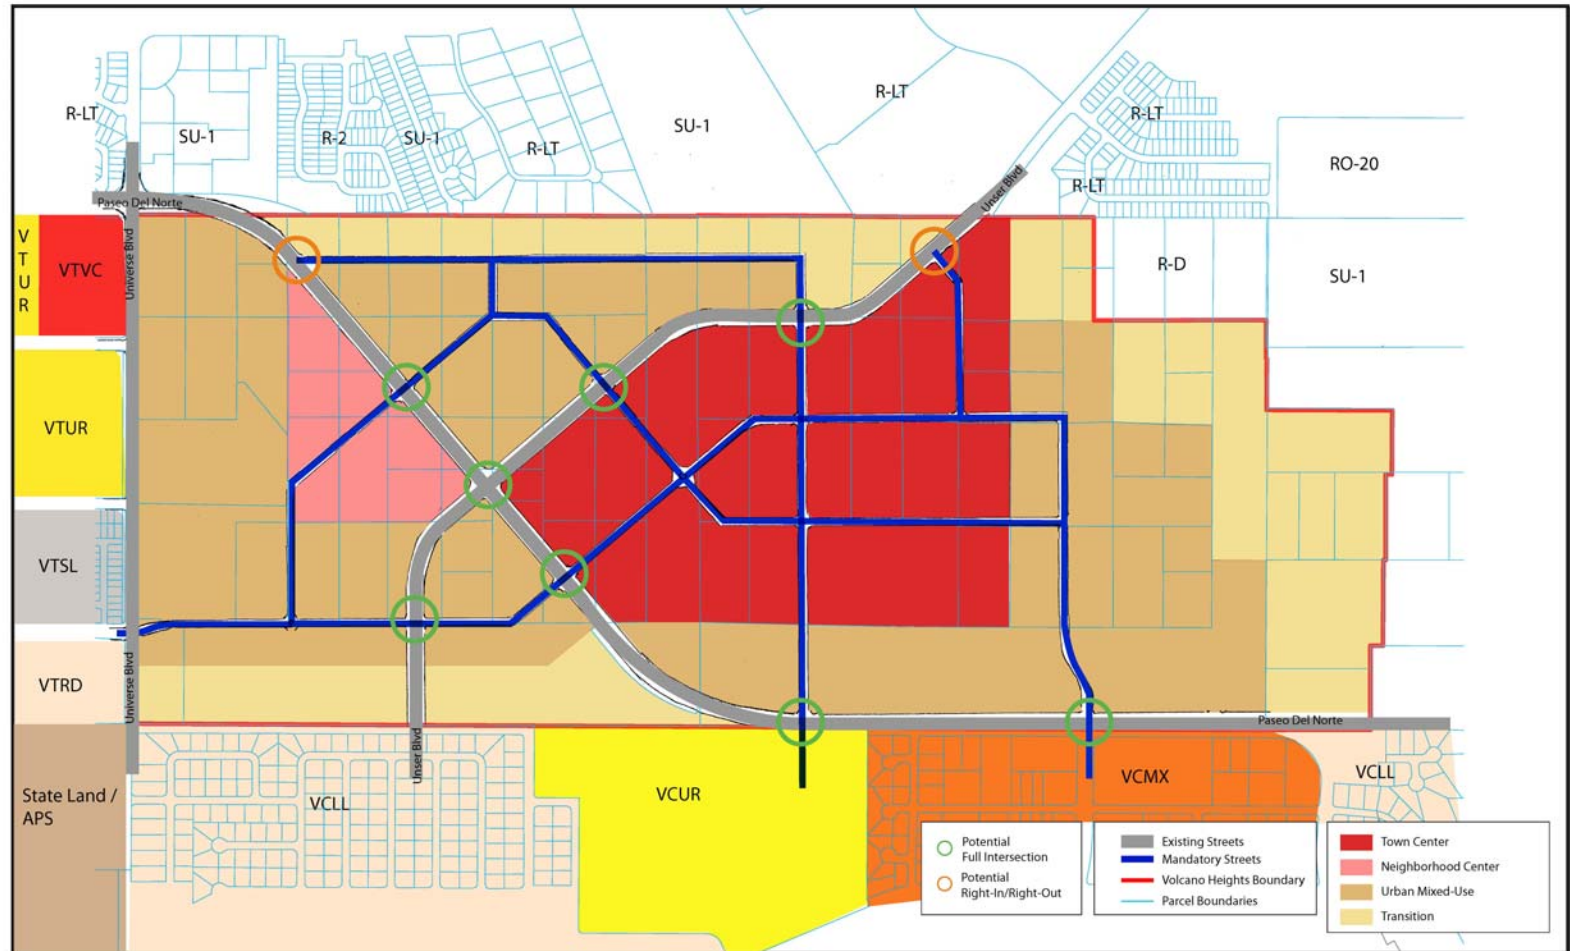 R-LT
SU-1
R-2
SU-1
R-LT
SU-1
R-LT
R-LT
R-LT
RO-20
Paseo Del Norte
Unser Blvd
V
T
U
R
VTVC
Universe Blvd
R-D
SU-1
VTUR
VTSL
VTRD
Universe Blvd
Unser Blvd
Paseo Del Norte
State Land /
APS
VCLL
VCUR
VCMX
VCLL
Potential
Full Intersection
Potential
Right-In/Right-Out
Existing Streets
Mandatory Streets
Volcano Heights Boundary
Parcel Boundaries
Town Center
Neighborhood Center
Urban Mixed-Use
Transition